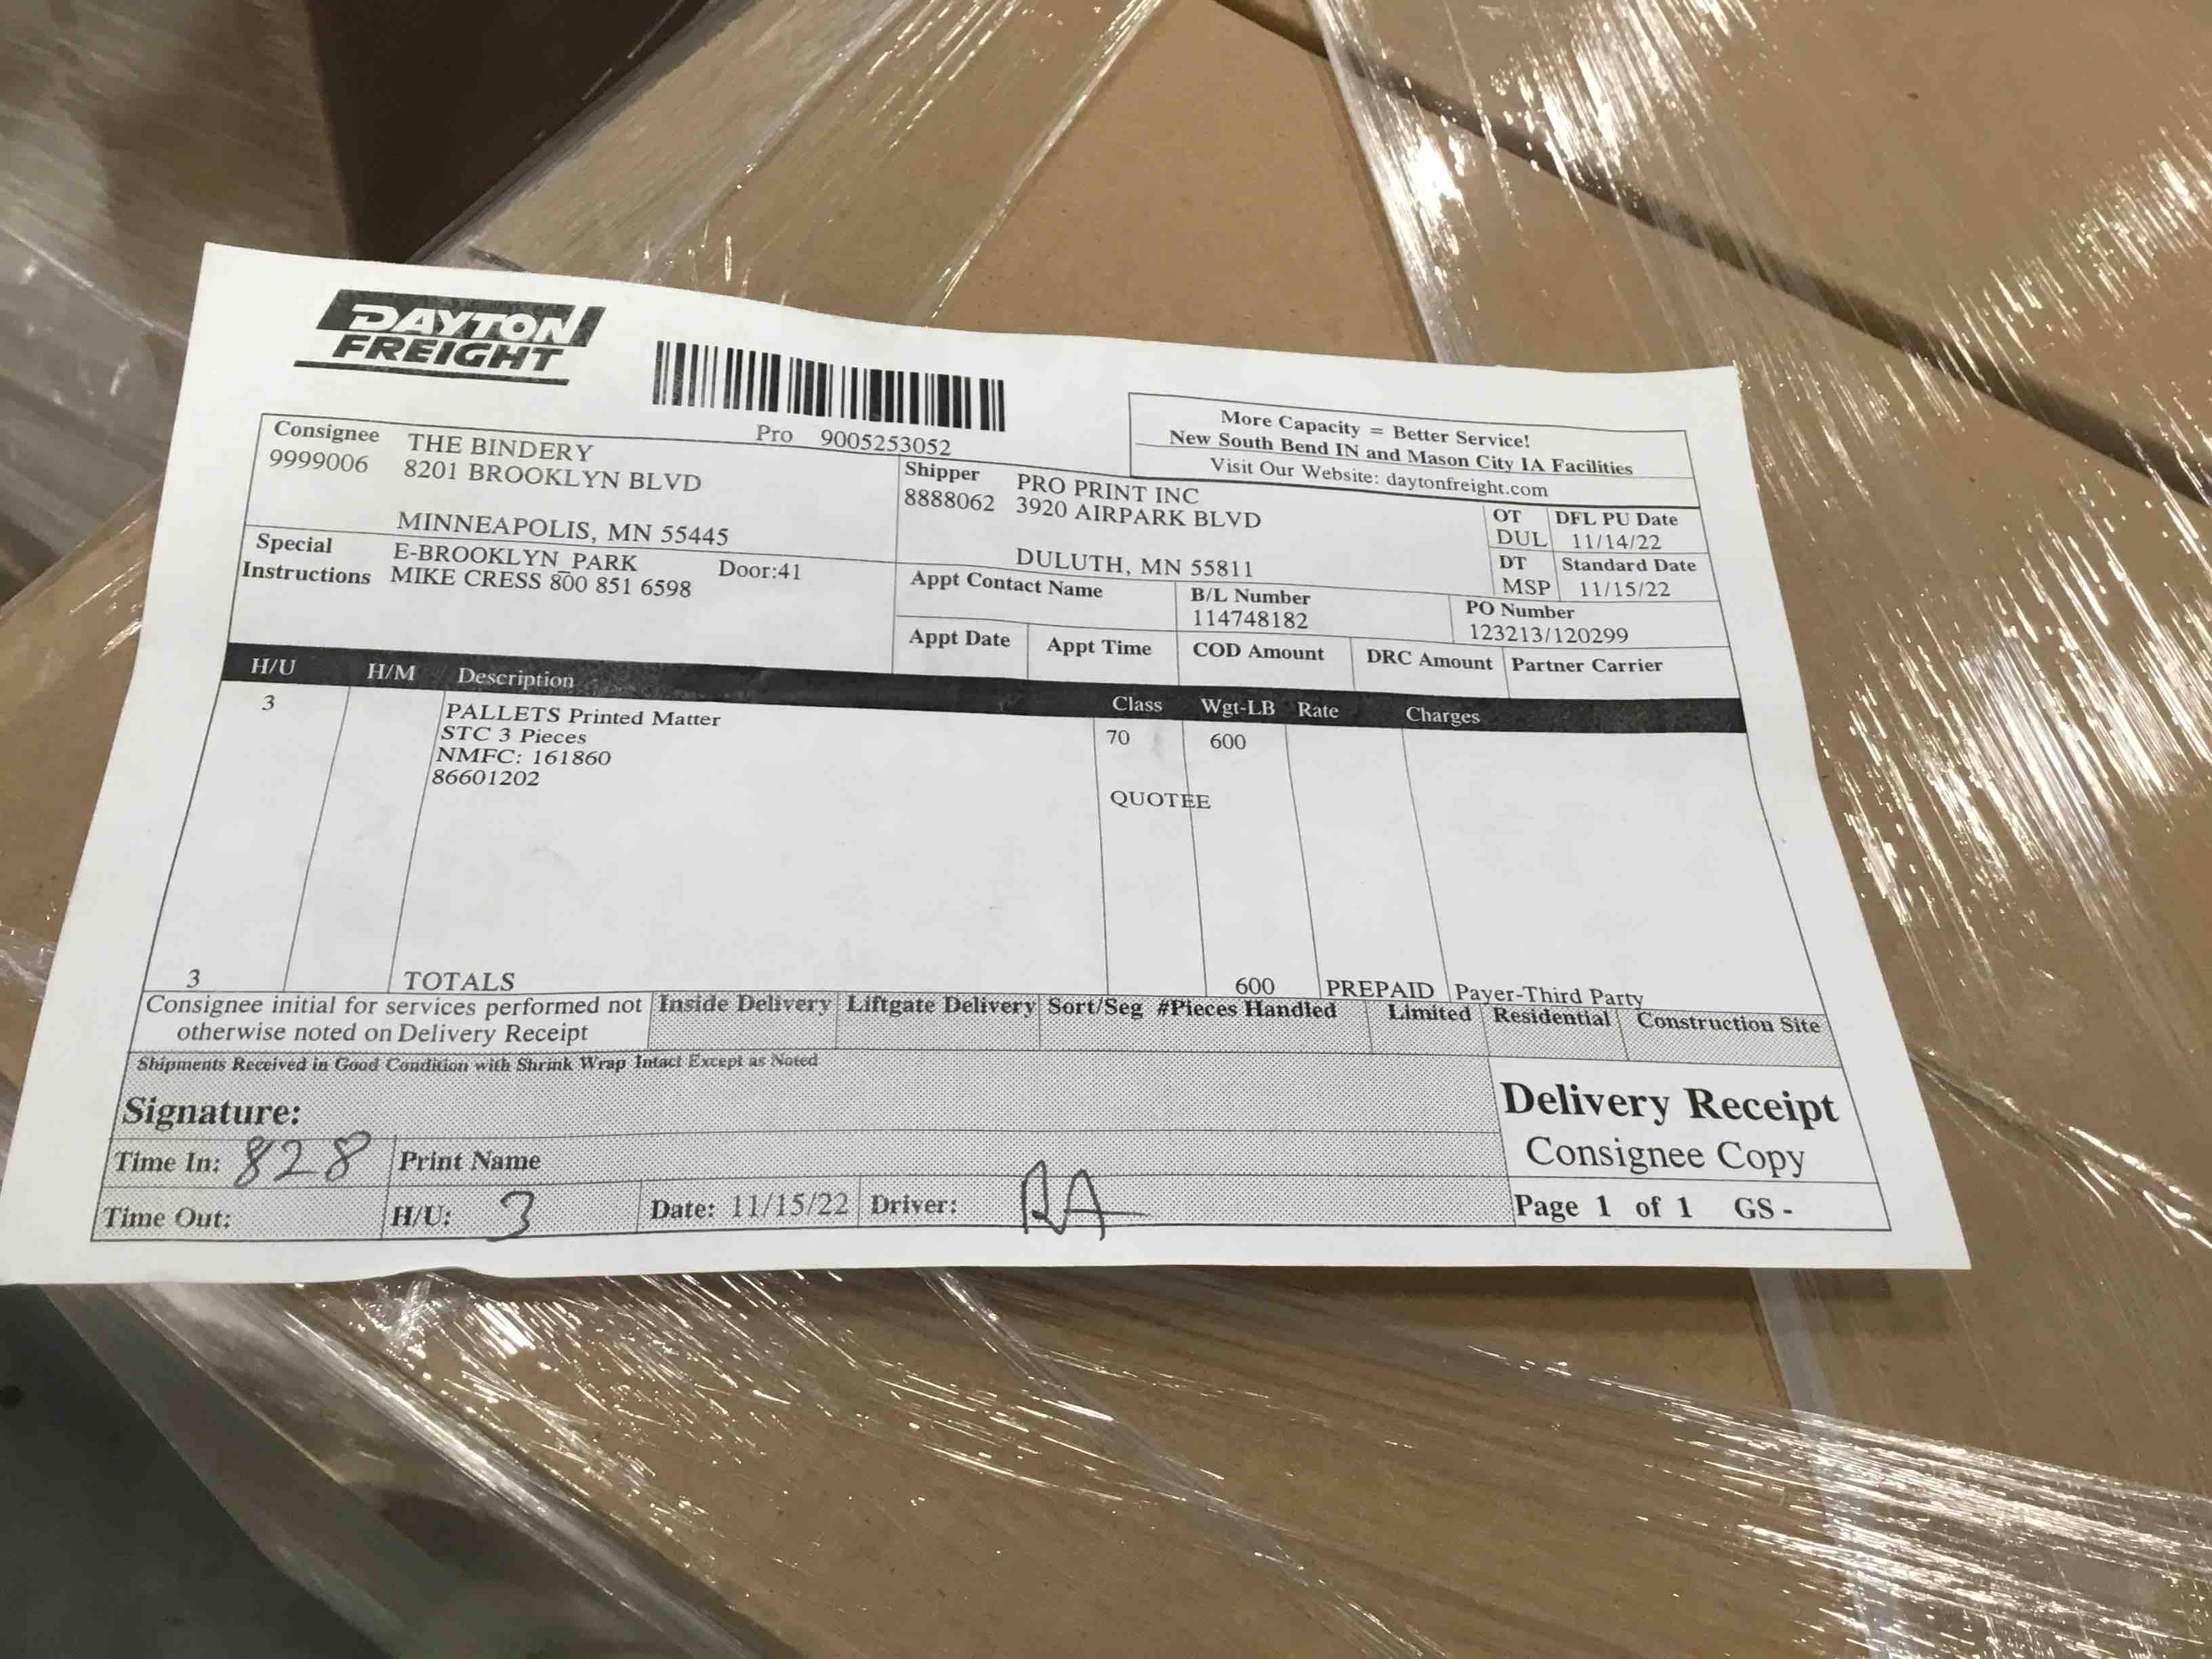 DAYTON
FREIGHT
Pro 9005253052
More Capacity = Better Service!
New South Bend IN and Mason City IA Facilities
Visit Our Website: daytonfreight.com
Consignee THE BINDERY
9999006 8201 BROOKLYN BLVD
MINNEAPOLIS, MN 55445
Shipper PRO PRINT INC
8888062 3920 AIRPARK BLVD
DULUTH, MN 55811
OT DFL PU Date
DUL 11/14/22
DT Standard Date
MSP 11/15/22
Special E-BROOKLYN_PARK Door:41
Instructions MIKE CRESS 800 851 6598
Appt Contact Name
B/L Number
114748182
PO Number
123213/120299
Appt Date Appt Time COD Amount DRC Amount Partner Carrier
H/U H/M Description Class Wgt-LB Rate Charges
3 PALLETS Printed Matter 70 600
STC 3 Pieces
NMFC: 161860
86601202
QUOTEE
3 TOTALS 600 PREPAID Payer-Third Party
Consignee initial for services performed not
otherwise noted on Delivery Receipt
Inside Delivery Liftgate Delivery Sort/Seg #Pieces Handled Limited Residential Construction Site
Shipments Received in Good Condition with Shrink Wrap Intact Except as Noted
Signature:
Delivery Receipt
Consignee Copy
Time In: 828 Print Name
Time Out: H/U: 3 Date: 11/15/22 Driver: RA
Page 1 of 1 GS -